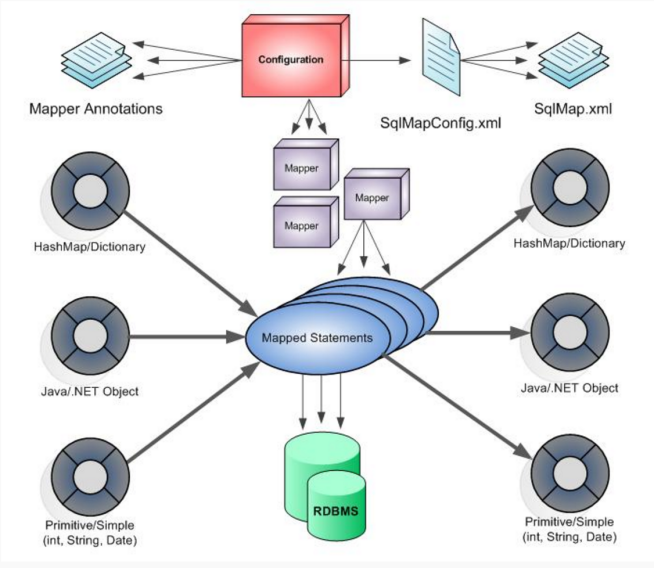 Configuration
Mapper Annotations
SqlMapConfig.xml
SqlMap.xml
Mapper
Mapper
Mapper
HashMap/Dictionary
HashMap/Dictionary
Mapped Statements
Java/.NET Object
Java/.NET Object
RDBMS
Primitive/Simple
(int, String, Date)
Primitive/Simple
(int, String, Date)